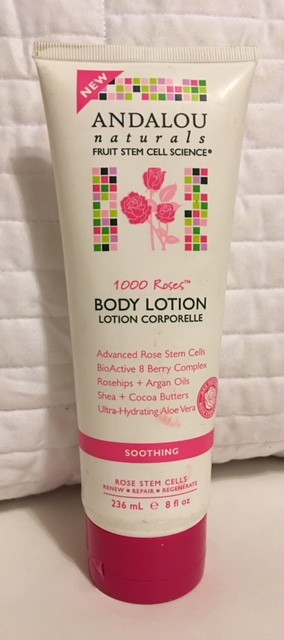 NEW
ANDALOU
naturals
FRUIT STEM CELL SCIENCE®
1000 Roses™
BODY LOTION
LOTION CORPORELLE
Advanced Rose Stem Cells
BioActive 8 Berry Complex
Rosehips + Argan Oils
Shea + Cocoa Butters
Ultra-Hydrating Aloe Vera
SOOTHING
ROSE STEM CELLS
RENEW • REPAIR • REGENERATE
236 mL ℮ 8 fl oz